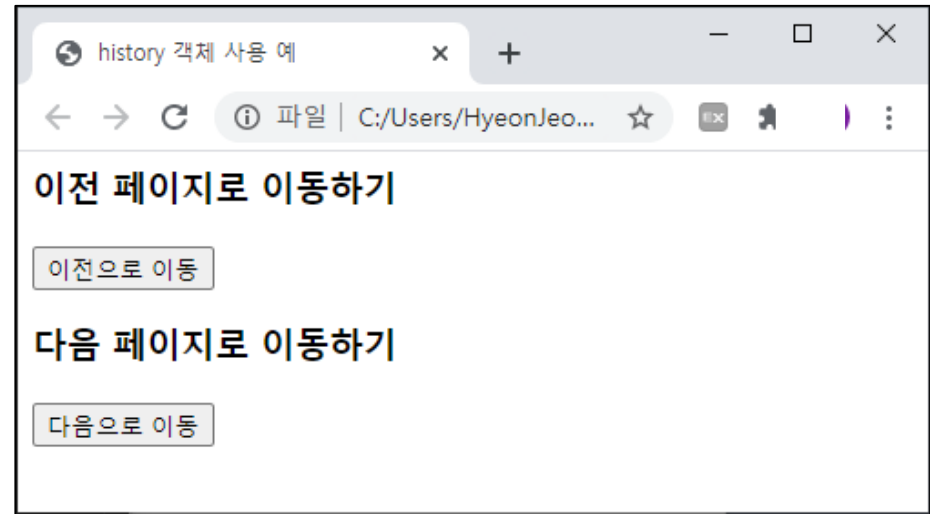 history 객체 사용 예
파일 | C:/Users/HyeonJeo...
EX
이전 페이지로 이동하기
이전으로 이동
다음 페이지로 이동하기
다음으로 이동